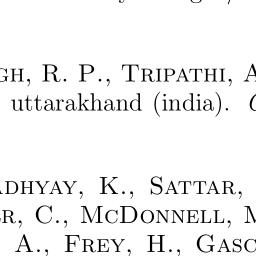 GH, R. P., TRIPATHI, A
uttarakhand (india).
ADHYAY, K., SATTAR,
R, C., MCDONNELL, M
A., FREY, H., GASC